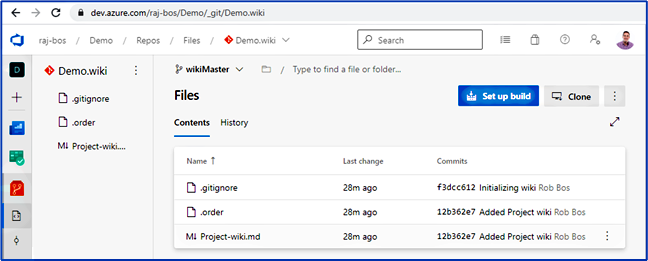 dev.azure.com/raj-bos/Demo/_git/Demo.wiki
raj-bos / Demo / Repos / Files / Demo.wiki
Search
D
Demo.wiki
.gitignore
.order
Project-wiki....
wikiMaster / Type to find a file or folder...
Files
Set up build
Clone
Contents
History
Name ↑ Last change Commits
.gitignore 28m ago f3dcc612 Initializing wiki Rob Bos
.order 28m ago 12b362e7 Added Project wiki Rob Bos
M↓ Project-wiki.md 28m ago 12b362e7 Added Project wiki Rob Bos